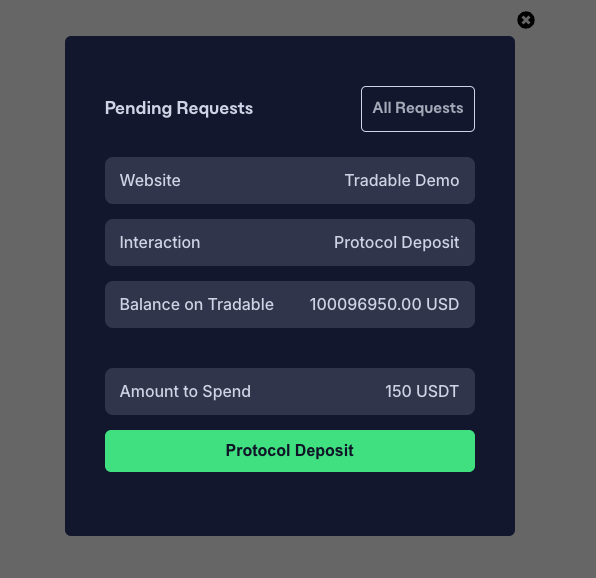 Pending Requests
All Requests
Website Tradable Demo
Interaction Protocol Deposit
Balance on Tradable 100096950.00 USD
Amount to Spend 150 USDT
Protocol Deposit